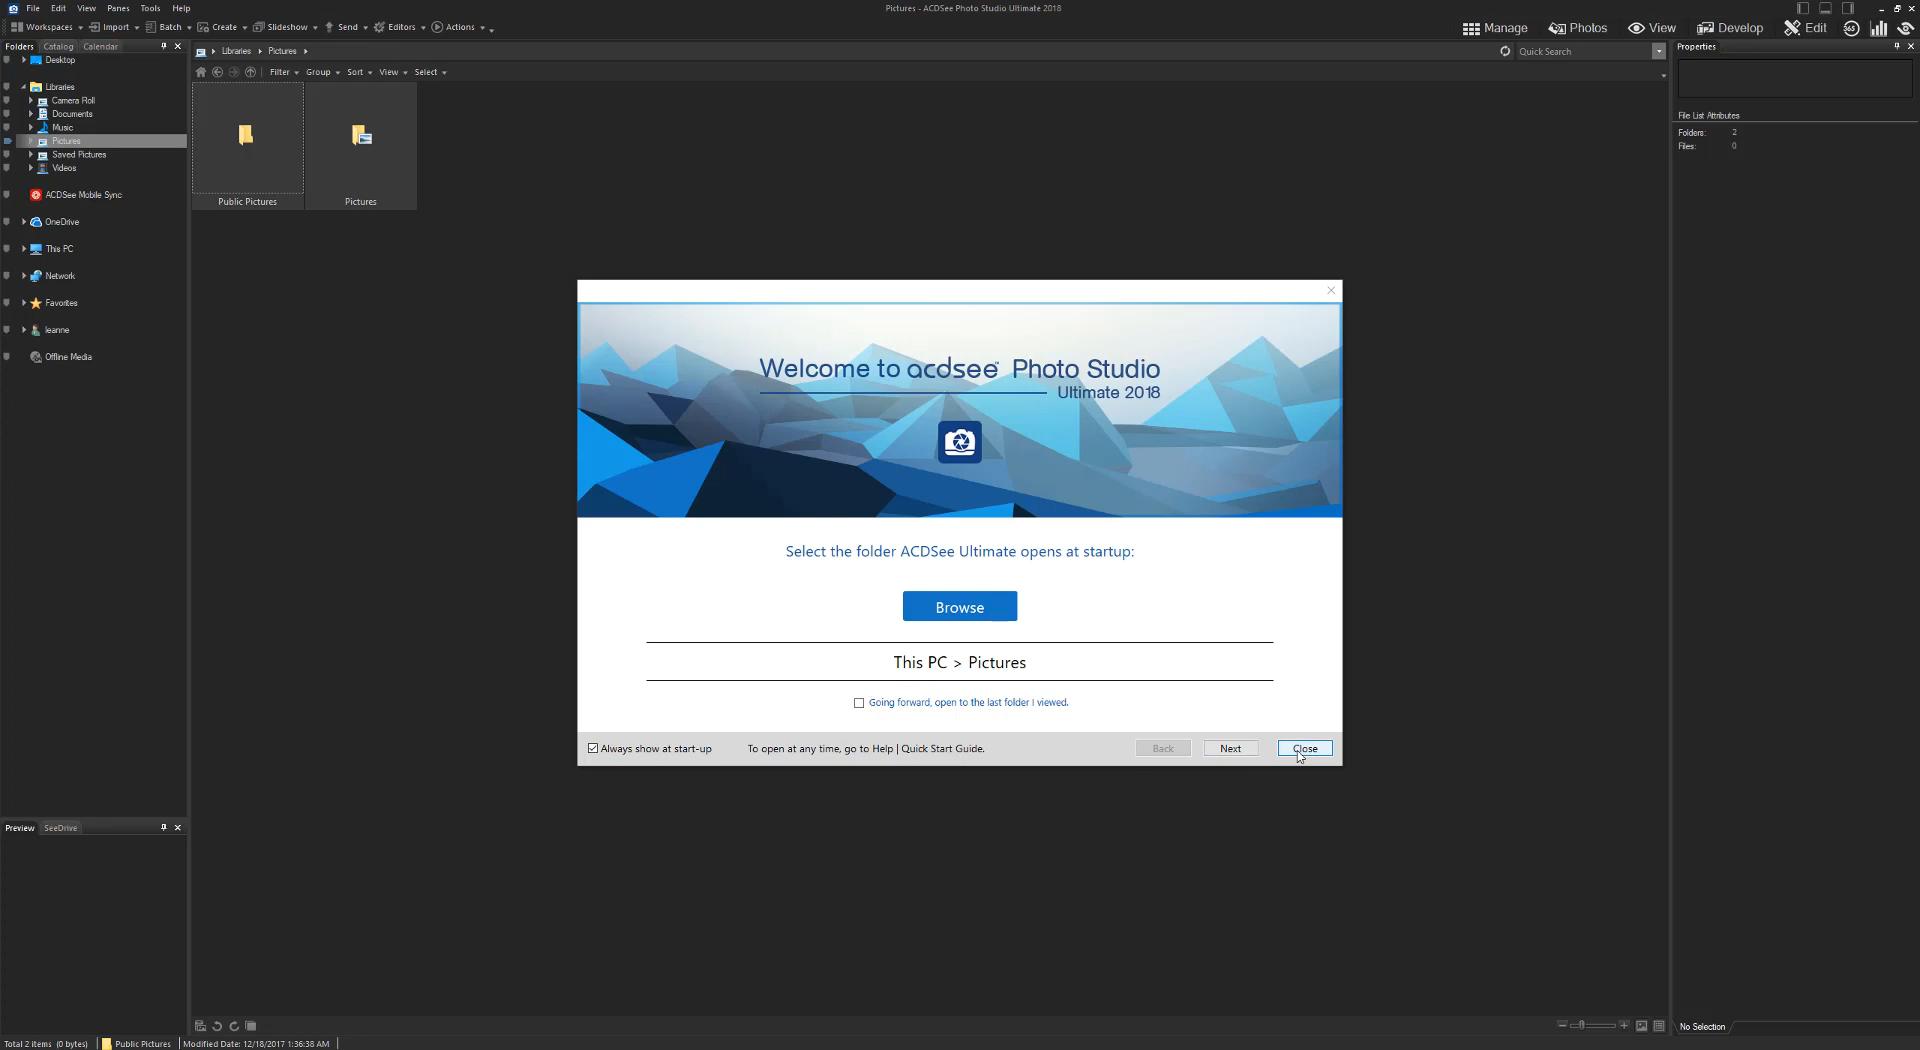 File Edit View Panes Tools Help
Pictures - ACDSee Photo Studio Ultimate 2018
Workspaces Import Batch Create Slideshow Send Editors Actions
Manage Photos View Develop Edit 365
Folders Catalog Calendar
Libraries Pictures
Quick Search
Properties
Filter Group Sort View Select
Desktop
Libraries
Camera Roll
Documents
Music
Pictures
Saved Pictures
Videos
ACDSee Mobile Sync
OneDrive
This PC
Network
Favorites
leanne
Offline Media
Public Pictures
Pictures
File List Attributes
Folders: 2
Files: 0
Welcome to acdsee™ Photo Studio
Ultimate 2018
Select the folder ACDSee Ultimate opens at startup:
Browse
This PC > Pictures
Going forward, open to the last folder I viewed.
Always show at start-up
To open at any time, go to Help | Quick Start Guide.
Back
Next
Close
Preview SeeDrive
No Selection
Total 2 items (0 bytes)
Public Pictures
Modified Date: 12/18/2017 1:36:38 AM